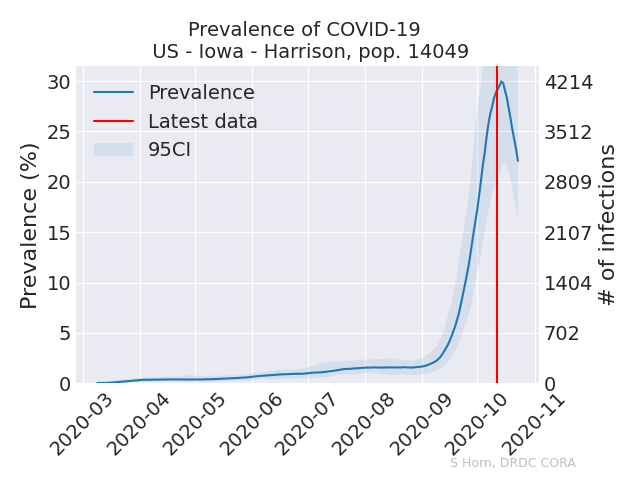 Prevalence of COVID-19
US - Iowa - Harrison, pop. 14049
Prevalence
Latest data
95CI
Prevalence (%)
30
25
20
15
10
5
0
4214
3512
2809
2107
1404
702
0
# of infections
2020-03
2020-04
2020-05
2020-06
2020-07
2020-08
2020-09
2020-10
2020-11
S Horn, DRDC CORA